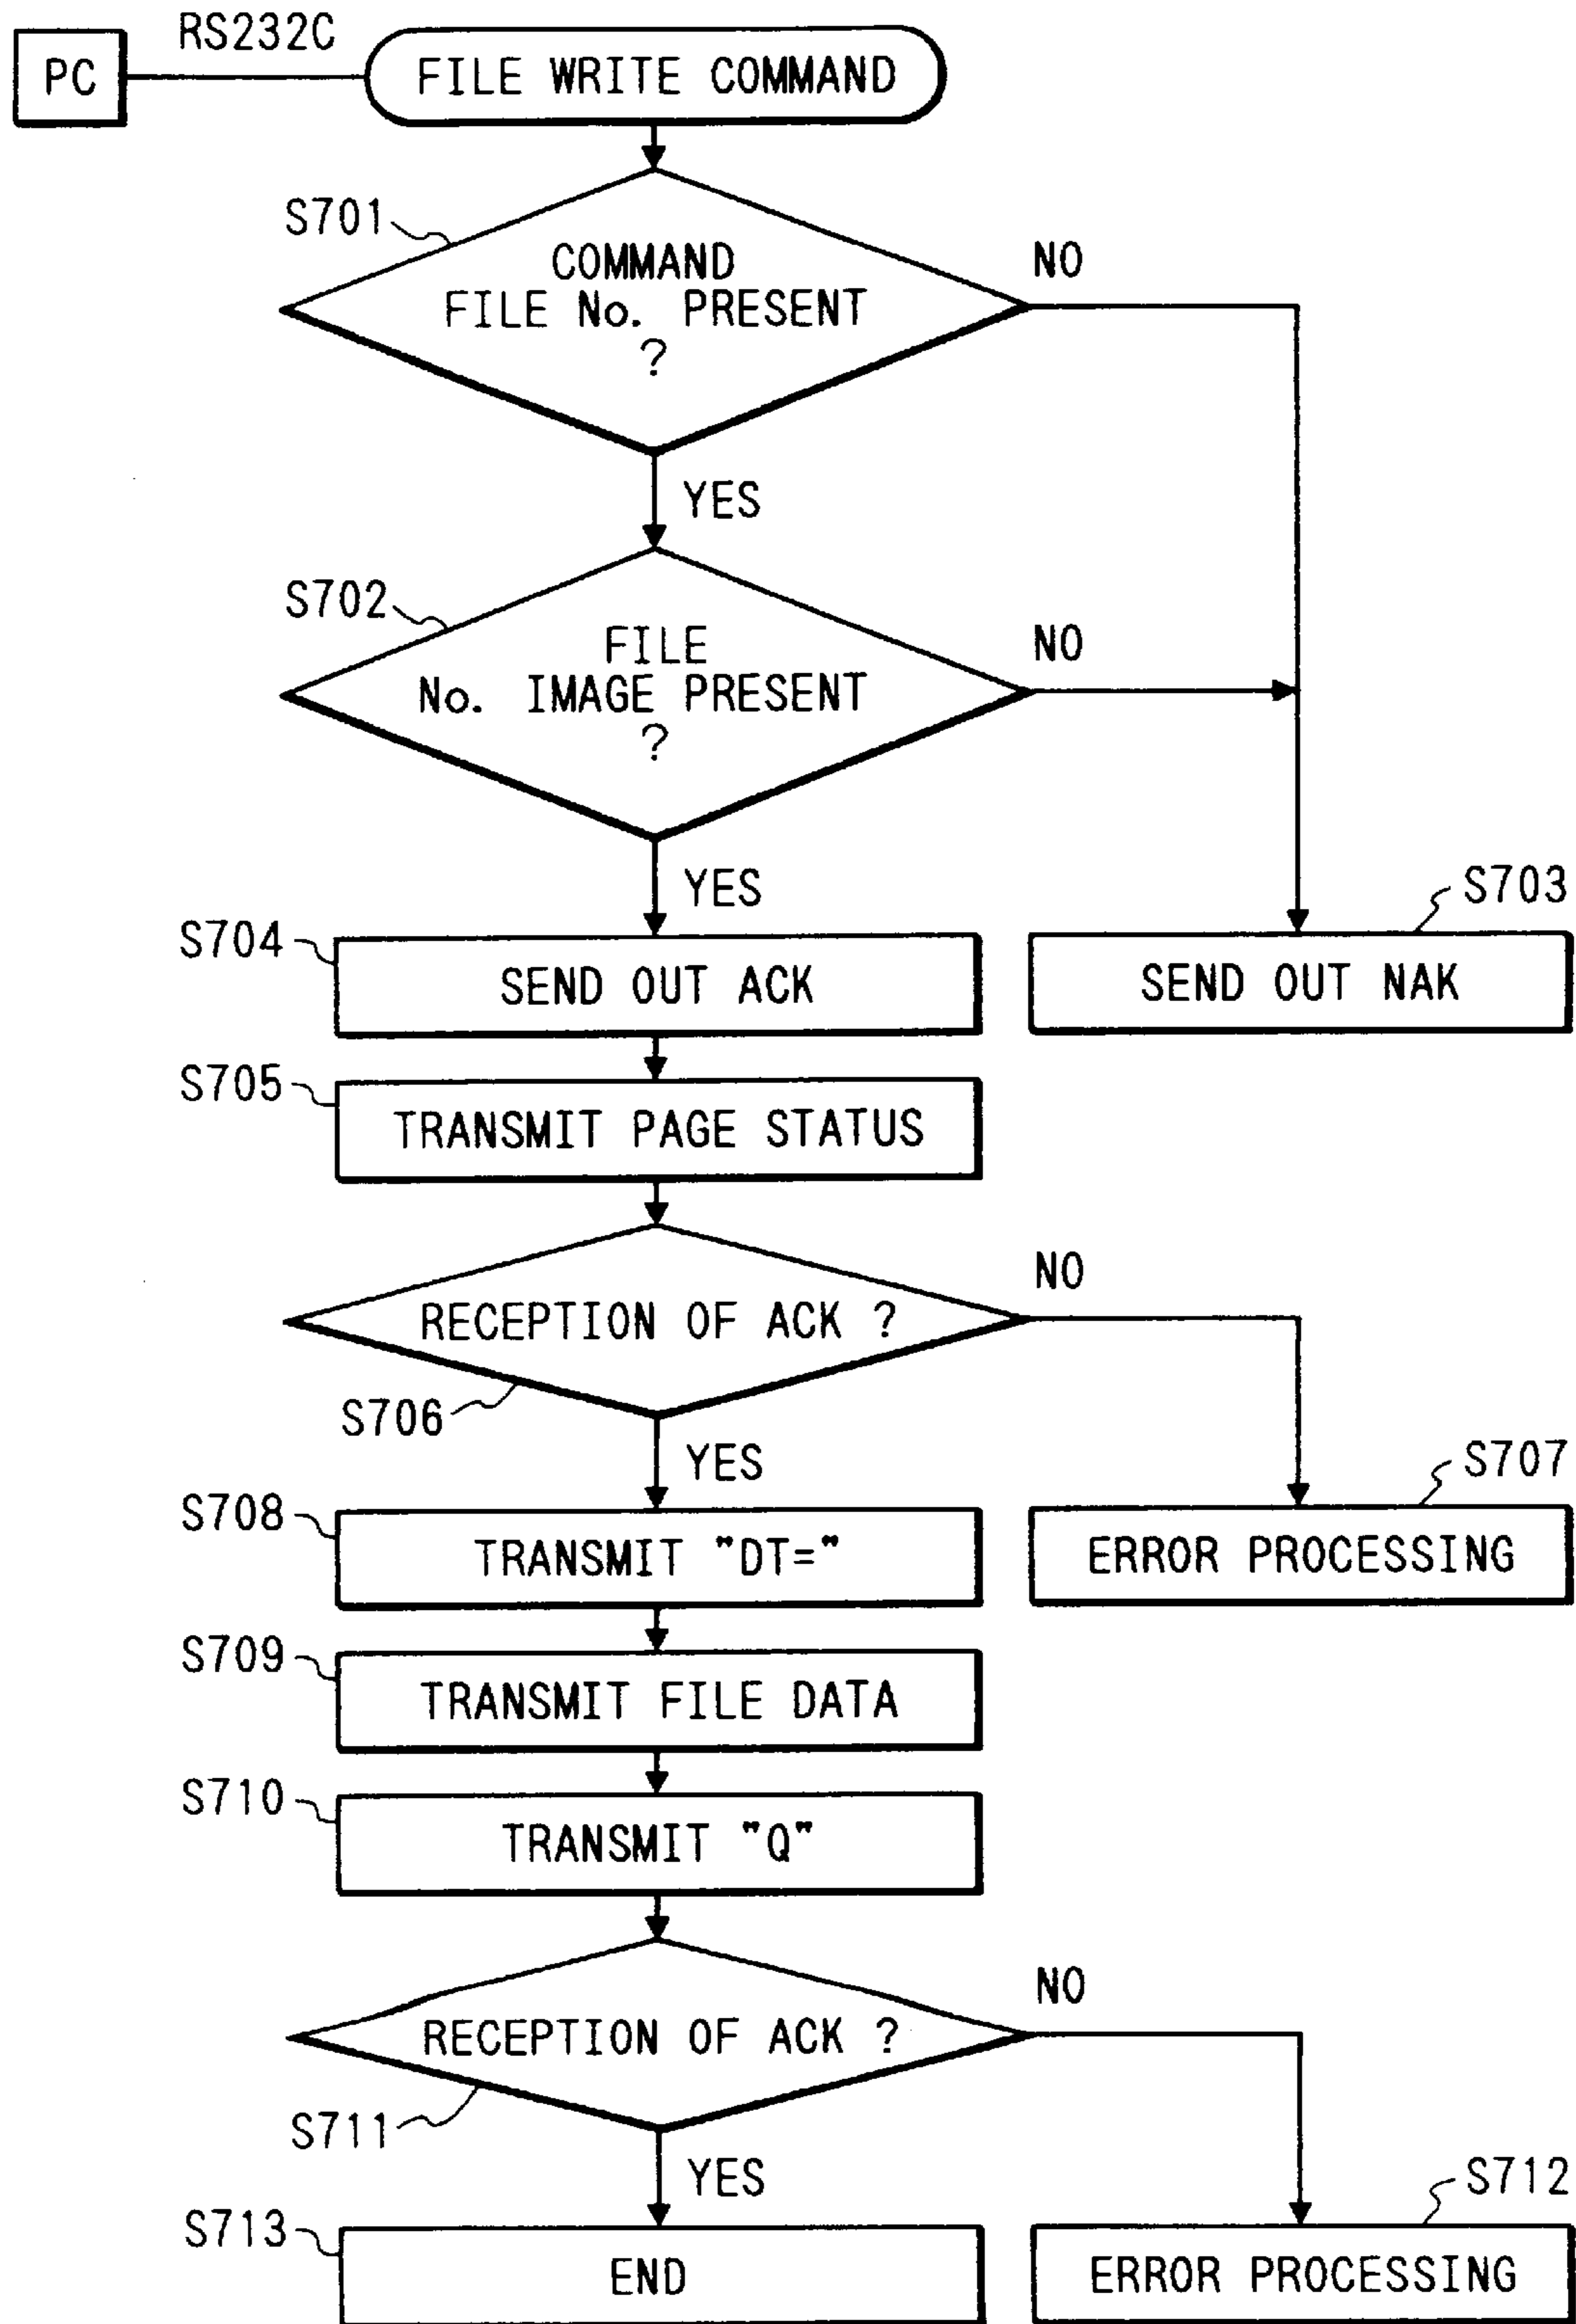 RS232C
PC
FILE WRITE COMMAND
S701
COMMAND
FILE No. PRESENT
?
NO
YES
S702
FILE
No. IMAGE PRESENT
?
NO
YES
S703
S704
SEND OUT ACK
SEND OUT NAK
S705
TRANSMIT PAGE STATUS
NO
RECEPTION OF ACK ?
S706
YES
S707
S708
TRANSMIT "DT="
ERROR PROCESSING
S709
TRANSMIT FILE DATA
S710
TRANSMIT "Q"
NO
RECEPTION OF ACK ?
S711
YES
S712
S713
END
ERROR PROCESSING